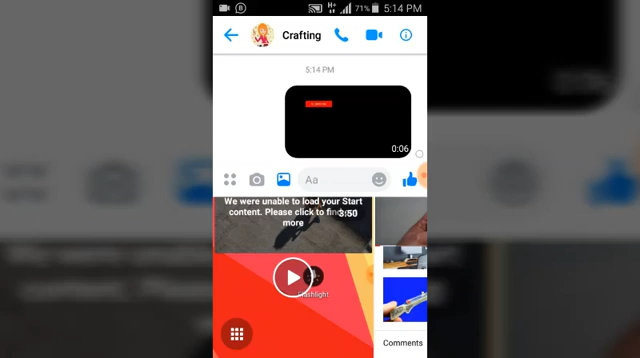 71% 5:14 PM
Crafting
5:14 PM
0:06
Aa
We were unable to load your Start
content. Please click to find
3:50
more
Flashlight
Comments